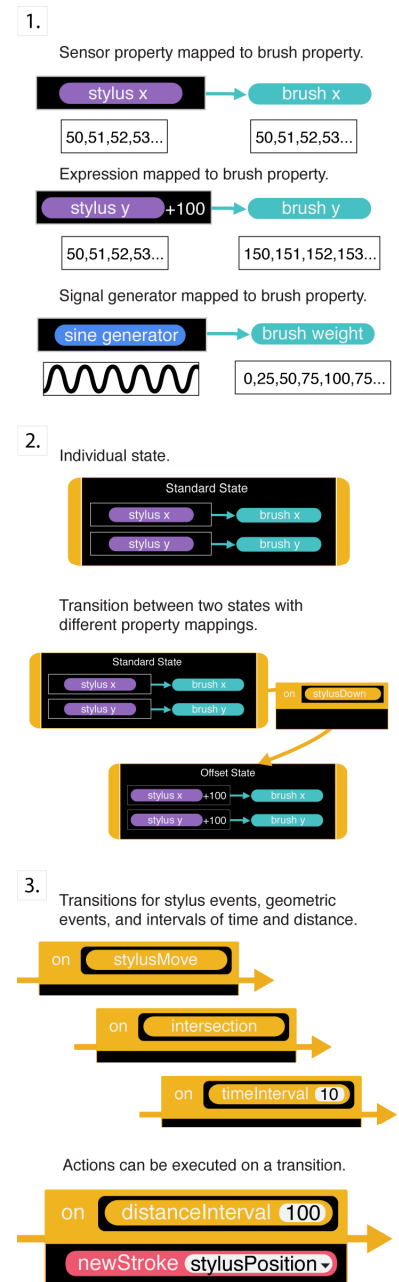 1.
Sensor property mapped to brush property.
stylus x brush x
50,51,52,53... 50,51,52,53...
Expression mapped to brush property.
stylus y +100 brush y
50,51,52,53... 150,151,152,153...
Signal generator mapped to brush property.
sine generator brush weight
0,25,50,75,100,75...
2.
Individual state.
Standard State
stylus x brush x
stylus y brush y
Transition between two states with
different property mappings.
Standard State
stylus x brush x
on stylusDown
stylus y brush y
Offset State
stylus x +100 brush x
stylus y +100 brush y
3.
Transitions for stylus events, geometric
events, and intervals of time and distance.
on stylusMove
on intersection
on timeInterval 10
Actions can be executed on a transition.
on distanceInterval 100
newStroke stylusPosition